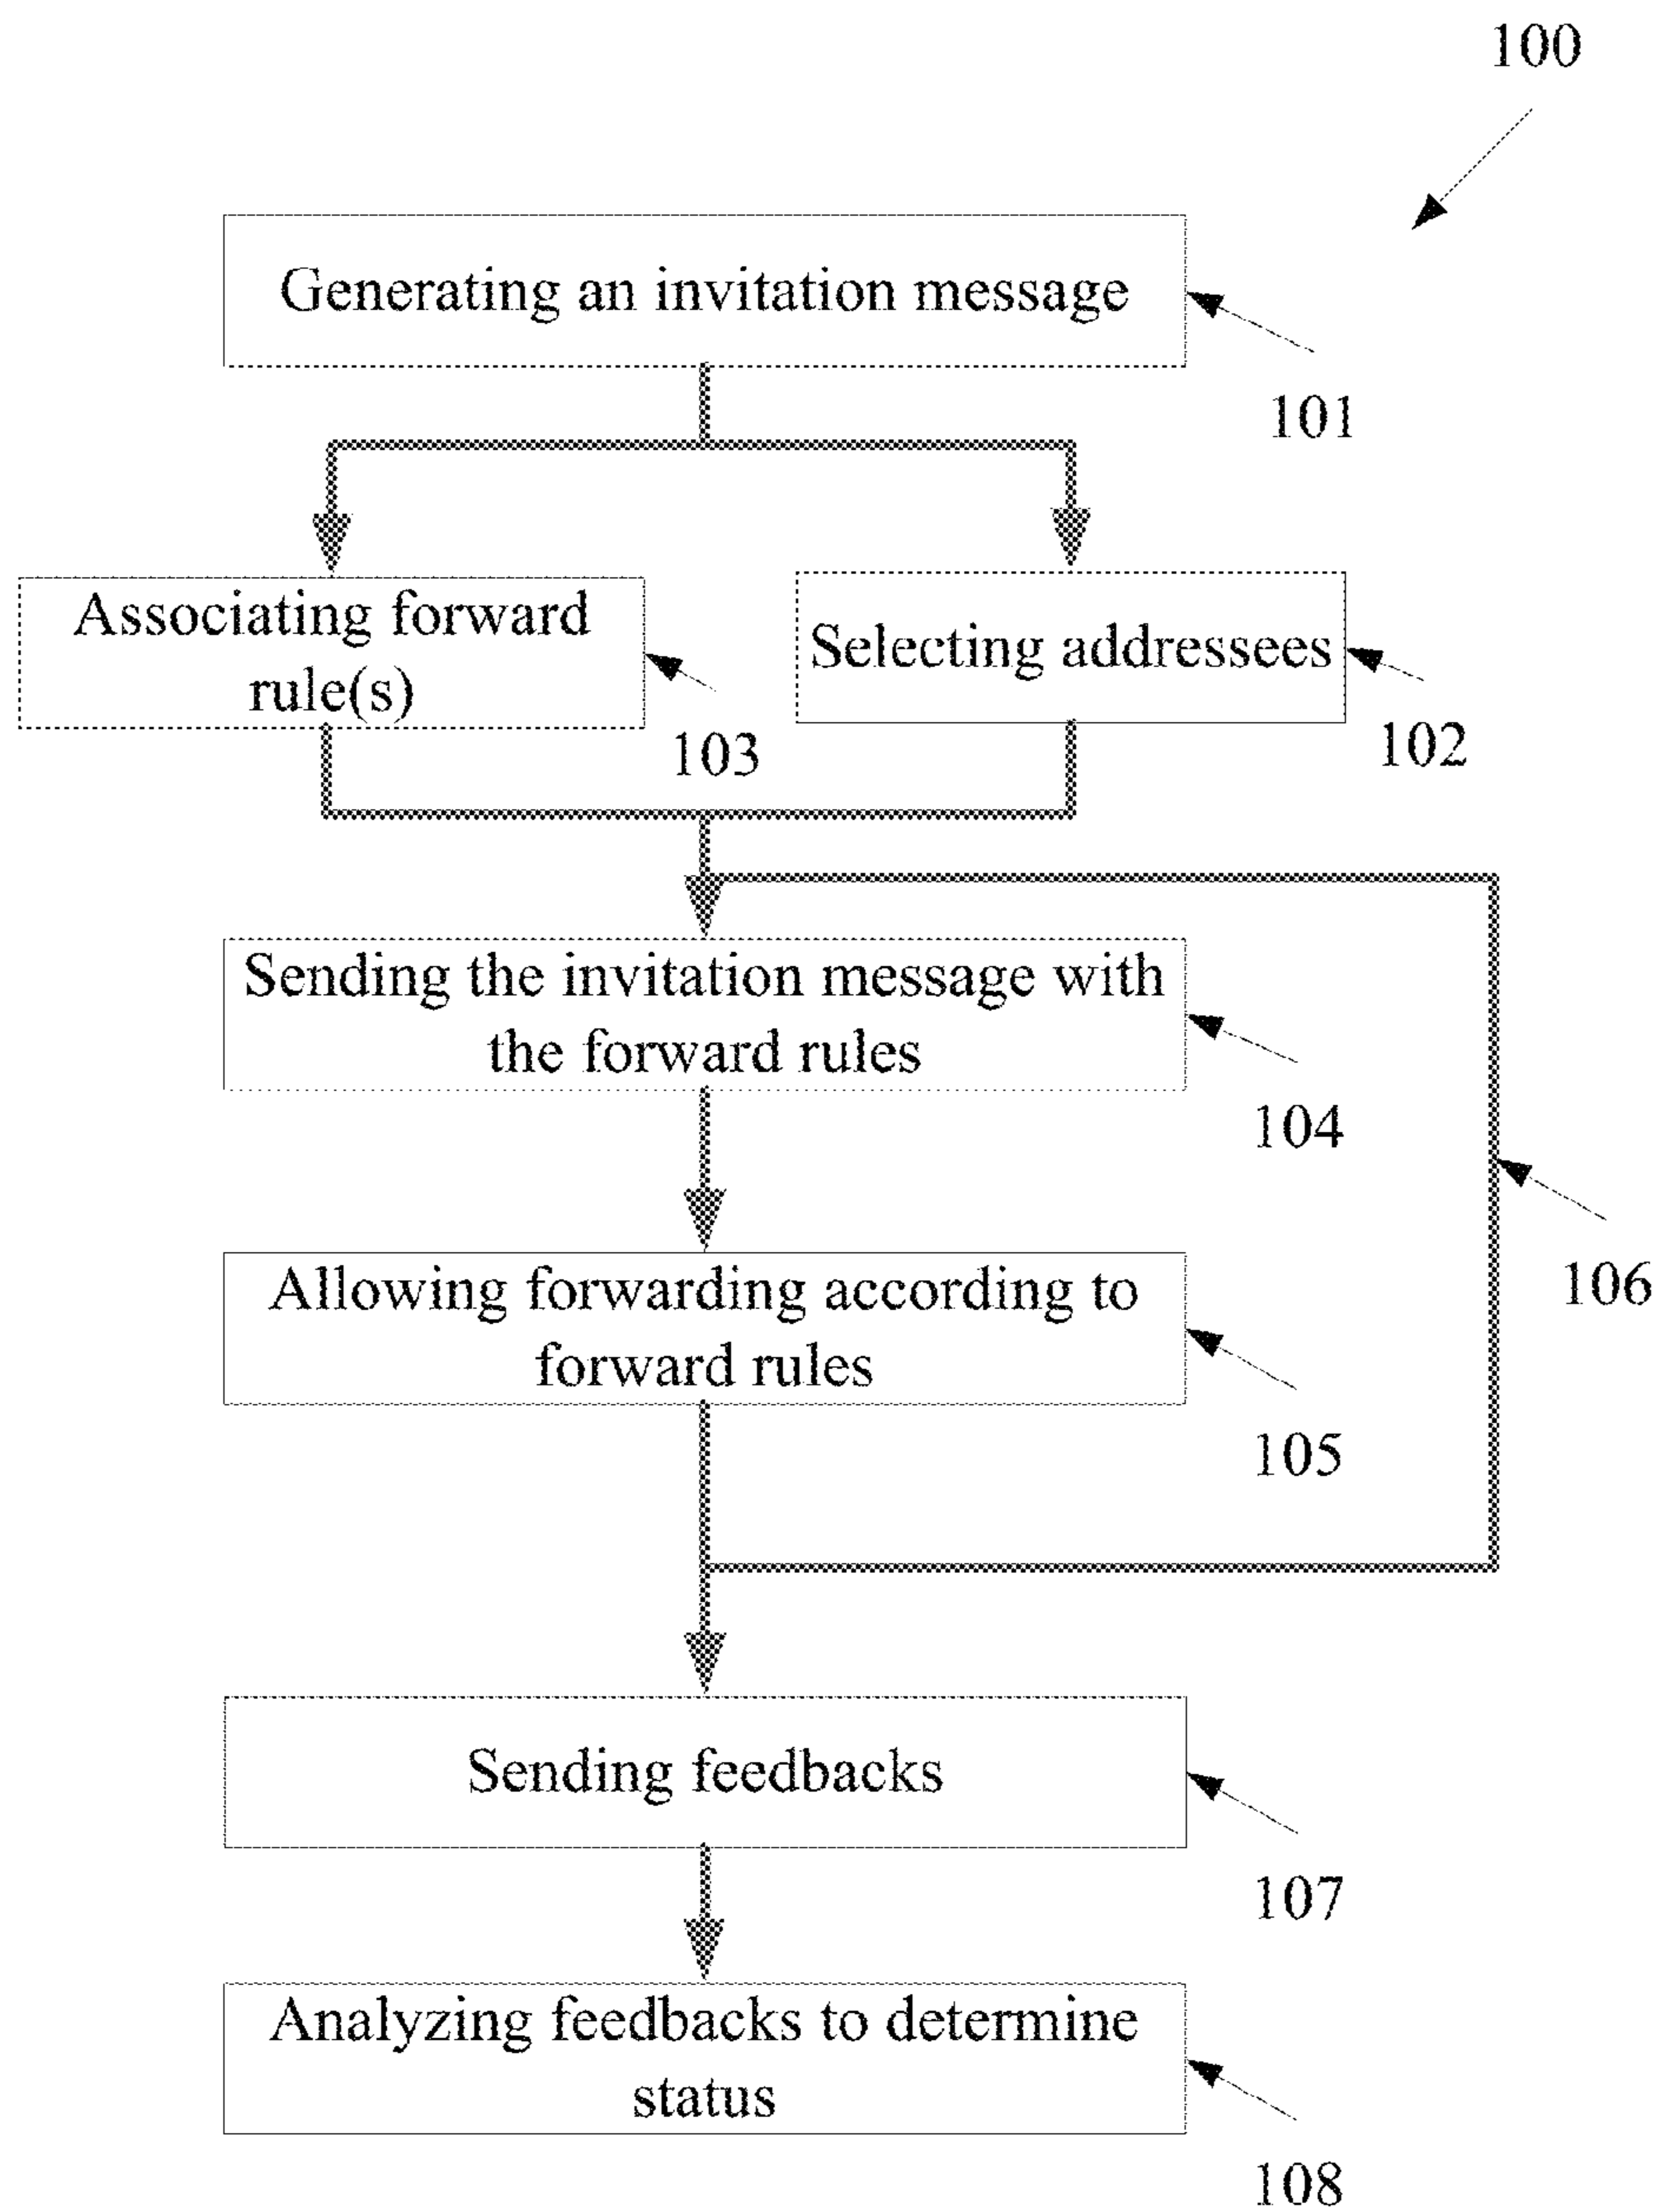 100
Generating an invitation message
101
Associating forward
rule(s)
103
Selecting addressees
102
Sending the invitation message with
the forward rules
104
Allowing forwarding according to
forward rules
105
106
Sending feedbacks
107
Analyzing feedbacks to determine
status
108